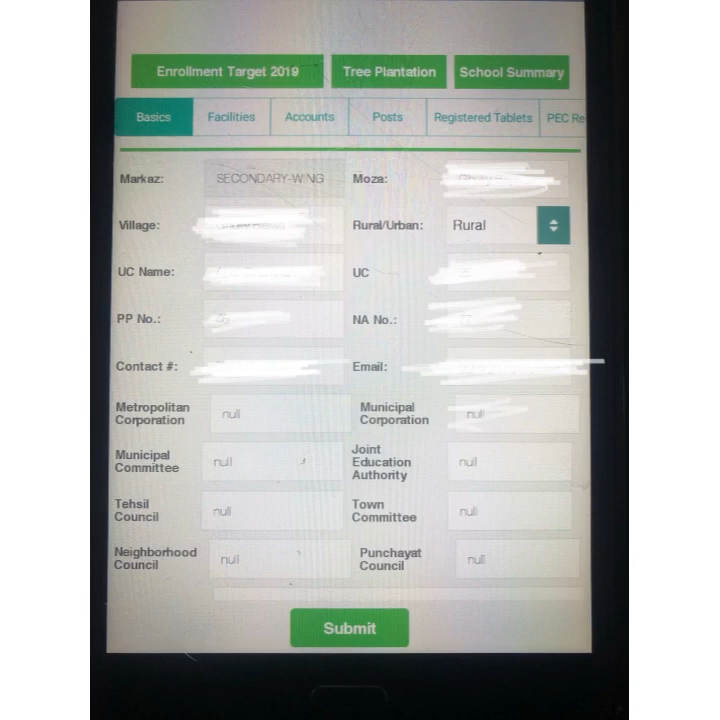 Enrollment Target 2019 Tree Plantation School Summary
Basics Facilities Accounts Posts Registered Tablets PEC Re
Markaz: SECONDARY-WING Moza:
Village: Rural/Urban: Rural
UC Name: UC
PP No.: NA No.:
Contact #: Email:
Metropolitan Corporation null Municipal Corporation null
Municipal Committee null Joint Education Authority null
Tehsil Council null Town Committee null
Neighborhood Council null Punchayat Council null
Submit